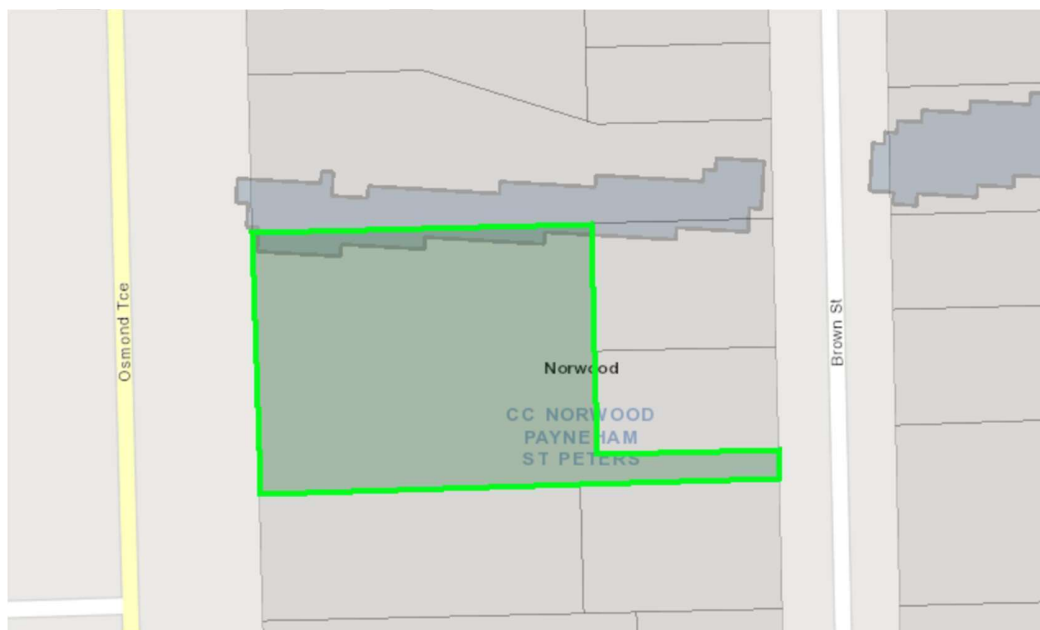 Osmond Tce
Brown St
Norwood
CC NORWOOD
PAYNEHAM
ST PETERS